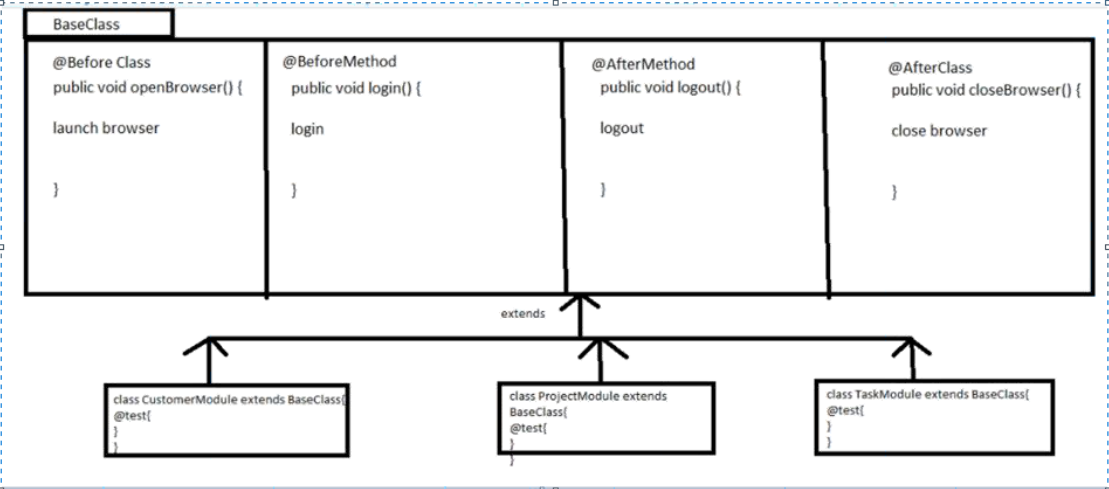 BaseClass
@Before Class
public void openBrowser() {
launch browser
}
@BeforeMethod
public void login() {
login
}
@AfterMethod
public void logout() {
logout
}
@AfterClass
public void closeBrowser() {
close browser
}
extends
class CustomerModule extends BaseClass{
@test{
}
}
class ProjectModule extends
BaseClass{
@test{
}
}
class TaskModule extends BaseClass{
@test{
}
}